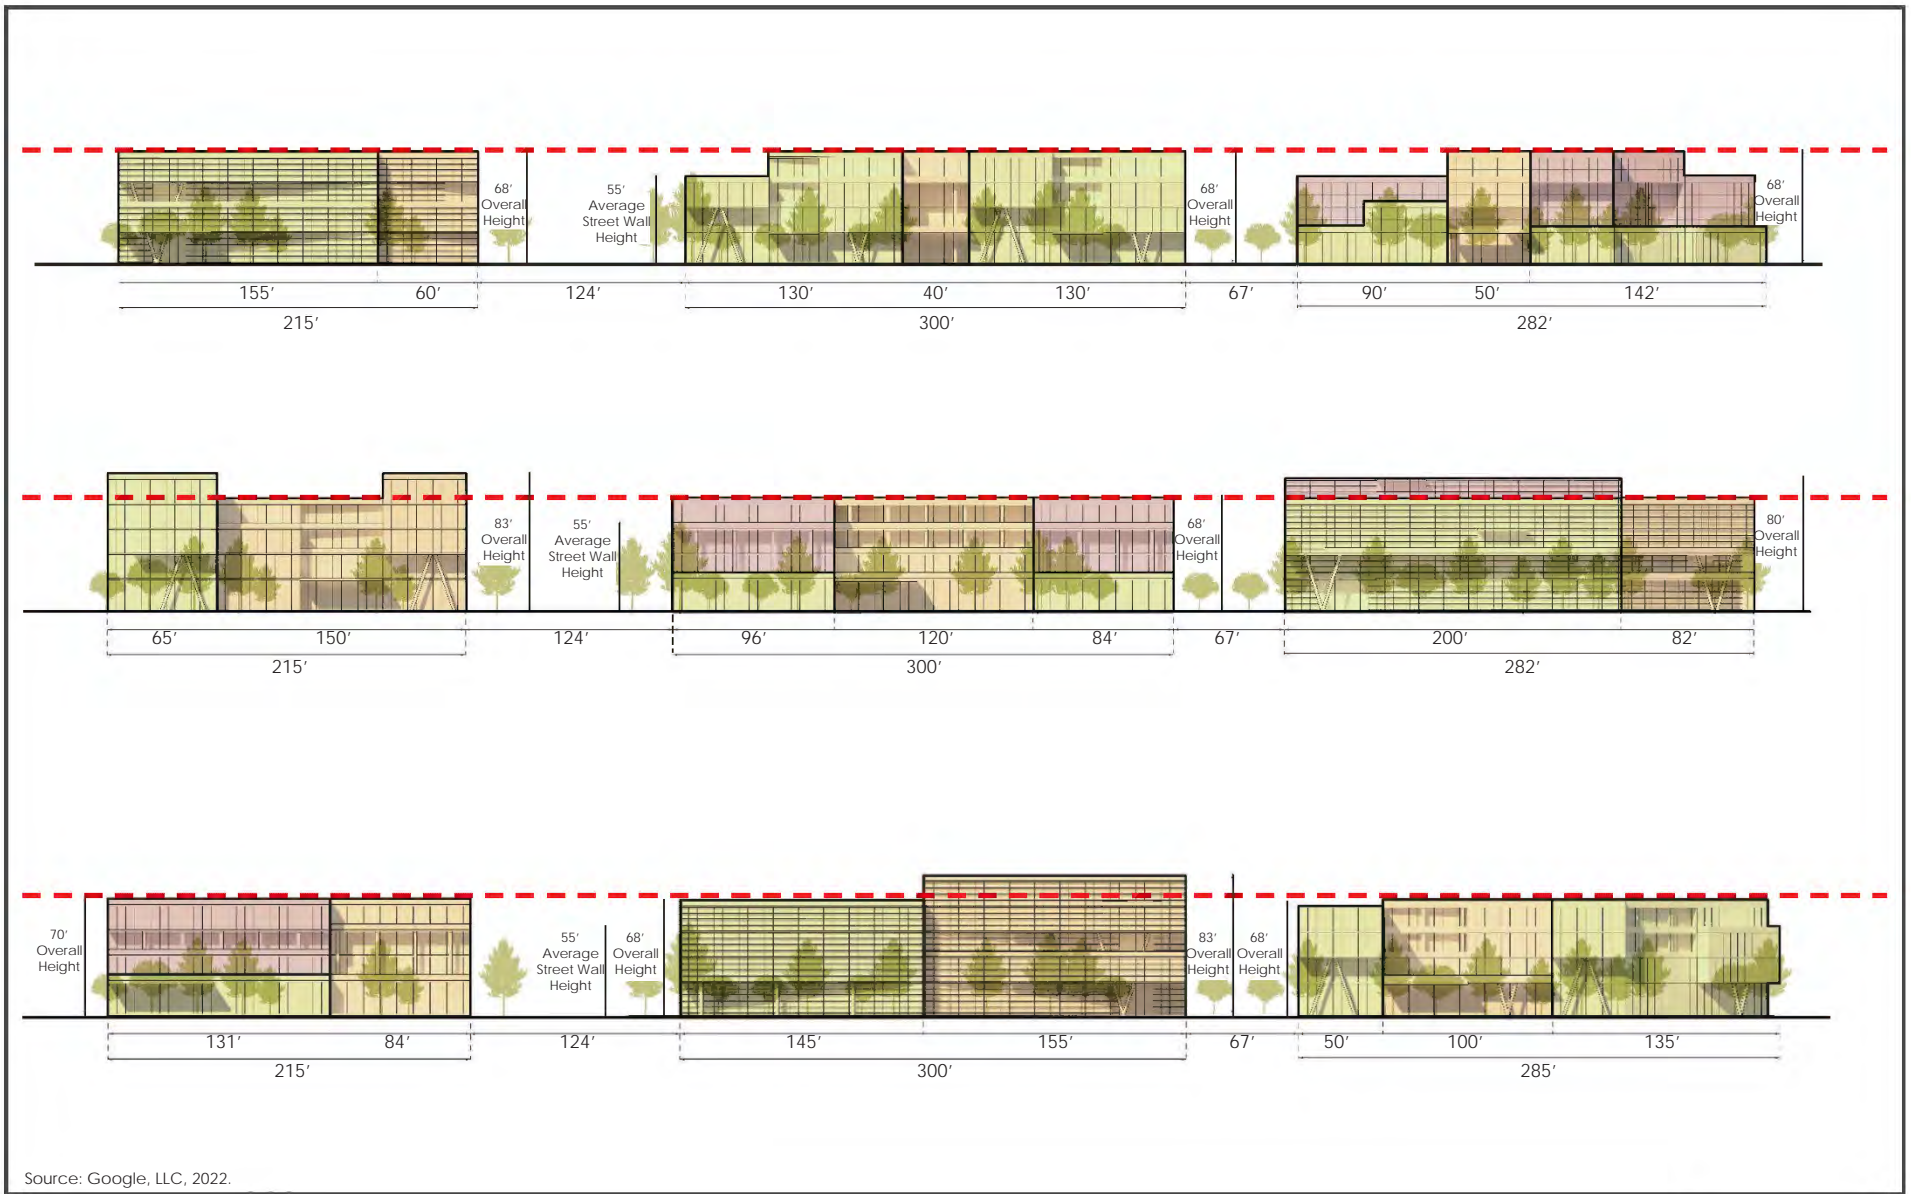 68’
Overall
Height
55’
Average
Street Wall
Height
68’
Overall
Height
68’
Overall
Height
155’ 60’ 124’ 130’ 40’ 130’ 67’ 90’ 50’ 142’
215’ 300’ 282’
83’
Overall
Height
55’
Average
Street Wall
Height
68’
Overall
Height
80’
Overall
Height
65’ 150’ 124’ 96’ 120’ 84’ 67’ 200’ 82’
215’ 300’ 282’
70’
Overall
Height
55’
Average
Street Wall
Height
68’
Overall
Height
83’
Overall
Height
68’
Overall
Height
131’ 84’ 124’ 145’ 155’ 67’ 50’ 100’ 135’
215’ 300’ 285’
Source: Google, LLC, 2022.